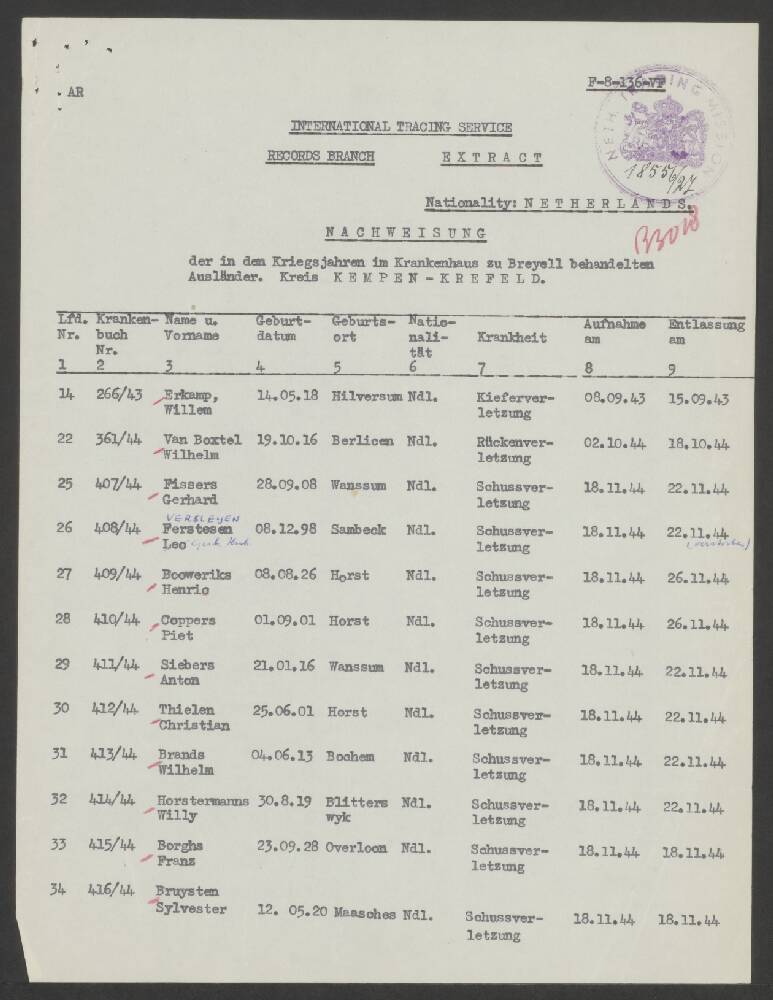 F-8-136-VF
AR
NETH. TRACING MISSION
1855/27
INTERNATIONAL TRACING SERVICE
RECORDS BRANCH E X T R A C T
Nationality: N E T H E R L A N D S.
N A C H W E I S U N G
der in den Kriegsjahren im Krankenhaus zu Breyell behandelten
Ausländer. Kreis K E M P E N - K R E F E L D.
Lfd. Kranken- Name u. Geburt- Geburts- Natio- Krankheit Aufnahme Entlassung
Nr. buch Vorname datum ort nali- am am
Nr. tät
1 2 3 4 5 6 7 8 9
14 266/43 Erkamp, 14.05.18 Hilversum Ndl. Kieferver- 08.09.43 15.09.43
Willem letzung
22 361/44 Van Boxtel 19.10.16 Berlicen Ndl. Rückenver- 02.10.44 18.10.44
Wilhelm letzung
25 407/44 Fissers 28.09.08 Wanssum Ndl. Schussver- 18.11.44 22.11.44
Gerhard letzung
VERSLEYEN
26 408/44 Ferstesen 08.12.98 Sambeck Ndl. Schussver- 18.11.44 22.11.44
Leo letzung
27 409/44 Booweriks 08.08.26 Horst Ndl. Schussver- 18.11.44 26.11.44
Henric letzung
28 410/44 Coppers 01.09.01 Horst Ndl. Schussver- 18.11.44 26.11.44
Piet letzung
29 411/44 Siebers 21.01.16 Wanssum Ndl. Schussver- 18.11.44 22.11.44
Anton letzung
30 412/44 Thielen 25.06.01 Horst Ndl. Schussver- 18.11.44 22.11.44
Christian letzung
31 413/44 Brands 04.06.13 Bochem Ndl. Schussver- 18.11.44 22.11.44
Wilhelm letzung
32 414/44 Horstermanns 30.8.19 Blitters Ndl. Schussver- 18.11.44 22.11.44
Willy wyk letzung
33 415/44 Borghs 23.09.28 Overloon Ndl. Schussver- 18.11.44 18.11.44
Franz letzung
34 416/44 Bruysten
Sylvester 12. 05.20 Maasches Ndl. Schussver- 18.11.44 18.11.44
letzung